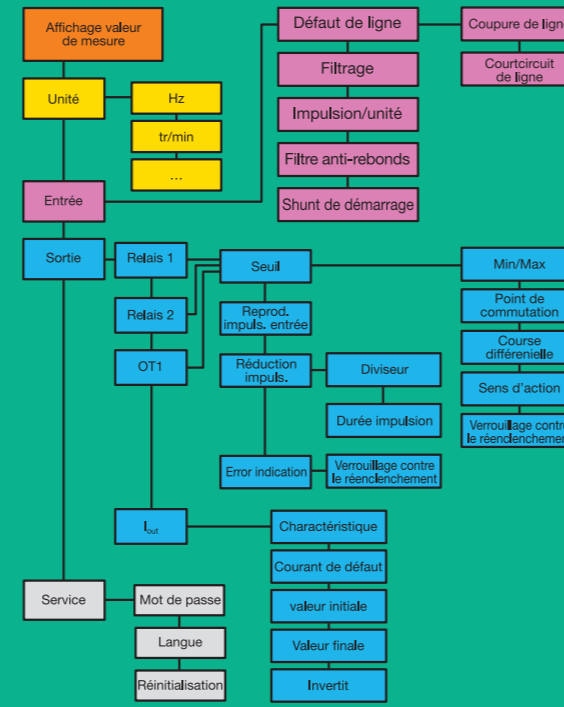 Affichage valeur
de mesure
Unité
Hz
tr/min
...
Entrée
Défaut de ligne
Coupure de ligne
Courtcircuit
de ligne
Filtrage
Impulsion/unité
Filtre anti-rebonds
Shunt de démarrage
Sortie
Relais 1
Relais 2
OT1
Seuil
Reprod.
impuls. entrée
Réduction
impuls.
Diviseur
Durée impulsion
Error indication
Verrouillage contre
le réenclenchement
Min/Max
Point de
commutation
Course
différenielle
Sens d'action
Verrouillage contre
le réenclenchement
Iout
Charactéristique
Courant de défaut
valeur initiale
Valeur finale
Invertit
Service
Mot de passe
Langue
Réinitialisation